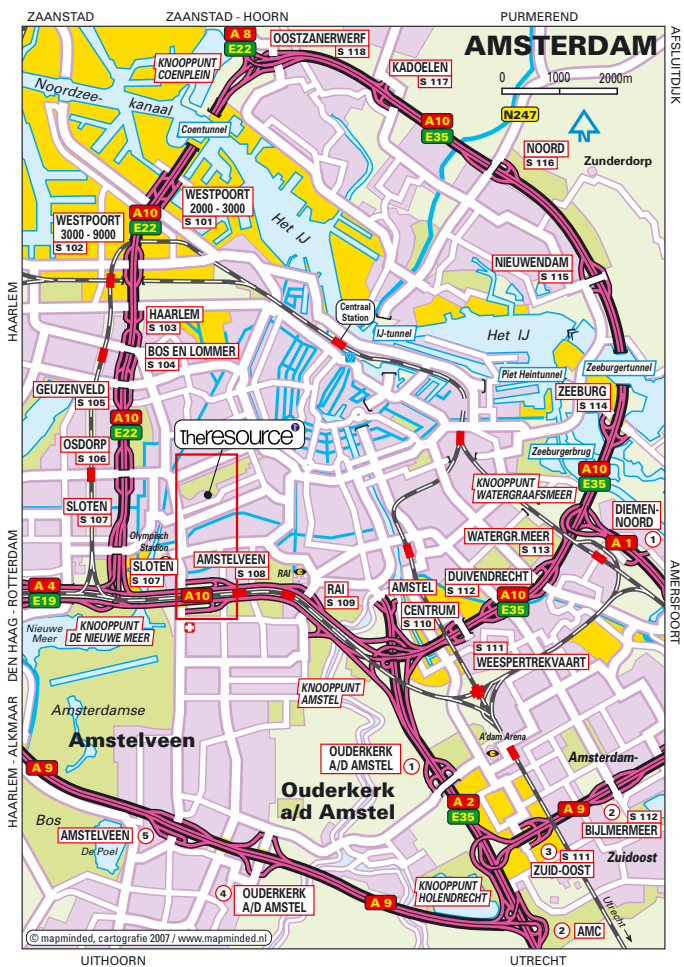 ZAANSTAD
ZAANSTAD - HOORN
PURMEREND
AFSLUITDIJK
AMSTERDAM
0 1000 2000m
A 8
E22
OOSTZANERWERF
S 118
KNOOPPUNT
COENPLEIN
KADOELEN
S 117
Noordzee-
kanaal
Coentunnel
A10
E35
N247
NOORD
S 116
Zunderdorp
WESTPOORT
2000 - 3000
S 101
WESTPOORT
3000 - 9000
S 102
A10
E22
Het IJ
NIEUWENDAM
S 115
HAARLEM
HAARLEM
S 103
Centraal
Station
IJ-tunnel
Het IJ
BOS EN LOMMER
S 104
Piet Heintunnel
Zeeburgertunnel
GEUZENVELD
S 105
ZEEBURG
S 114
A10
E22
Theresource
OSDORP
S 106
Zeeburgerbrug
A10
E35
KNOOPPUNT
WATERGRAAFSMEER
SLOTEN
S 107
DIEMEN-
NOORD
1
A 1
Olympisch
Stadion
WATERGR.MEER
S 113
SLOTEN
S 107
AMSTELVEEN
S 108
RAI
DUIVENDRECHT
S 112
AMSTEL
A 4
E19
A10
RAI
S 109
A10
E35
CENTRUM
S 110
AMERSFOORT
DEN HAAG - ROTTERDAM
Nieuwe
Meer
KNOOPPUNT
DE NIEUWE MEER
S 111
WEESPERTREKVAART
KNOOPPUNT
AMSTEL
Amsterdamse
Amstelveen
A'dam Arena
HAARLEM - ALKMAAR
A 9
OUDERKERK
A/D AMSTEL
1
Amsterdam-
Ouderkerk
a/d Amstel
A 2
E35
A 9
2
S 112
BIJLMERMEER
Bos
AMSTELVEEN
5
De Poel
3
S 111
ZUID-OOST
Zuidoost
4
OUDERKERK
A/D AMSTEL
A 9
KNOOPPUNT
HOLENDRECHT
Utrecht
2
AMC
© mapminded, cartografie 2007 / www.mapminded.nl
UITHOORN
UTRECHT